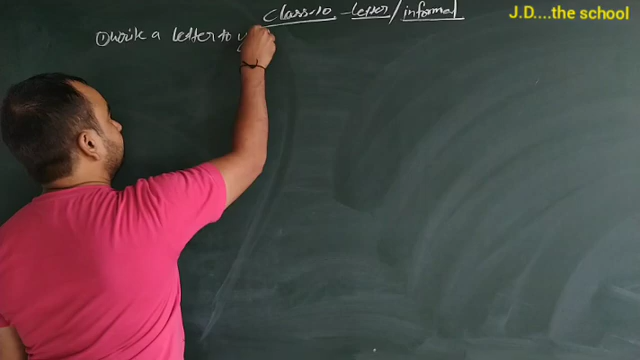 class-10 - letter / informal
J.D....the school
① write a letter to y